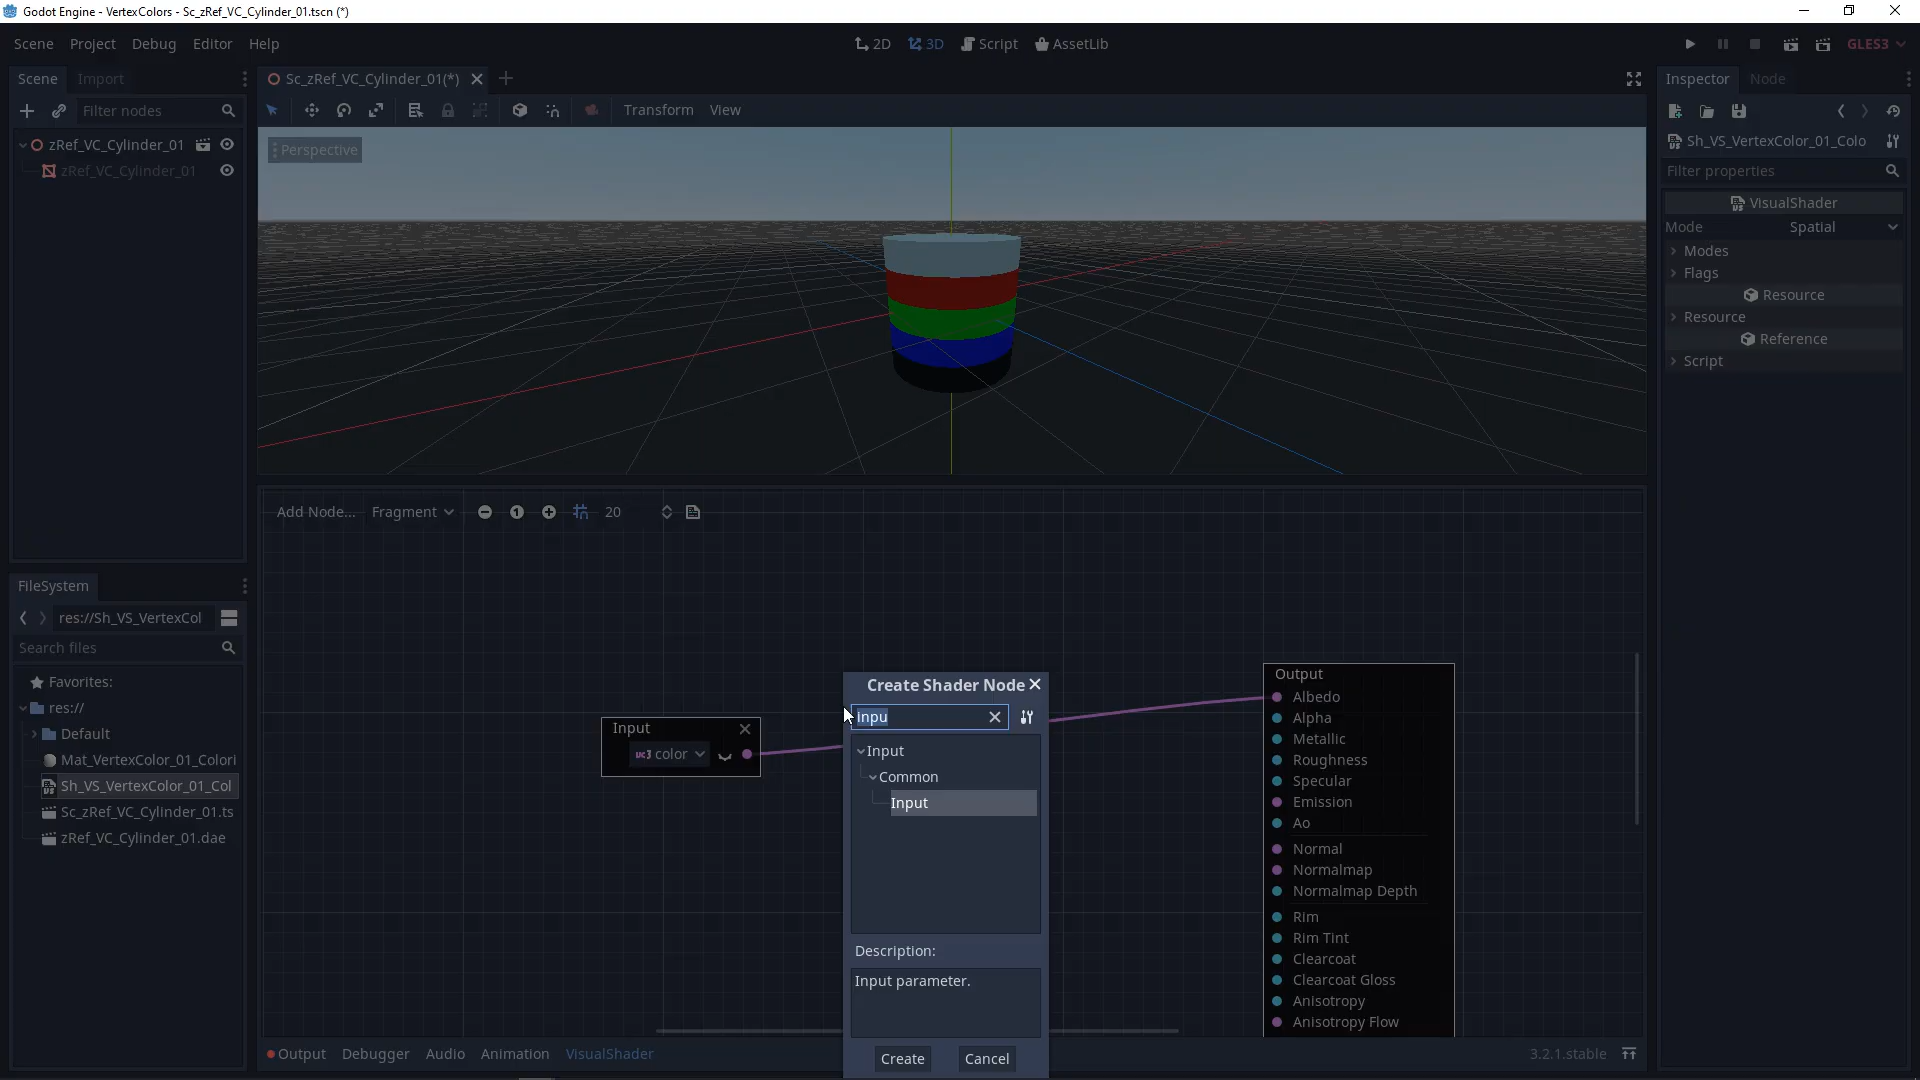 Godot Engine - VertexColors - Sc_zRef_VC_Cylinder_01.tscn (*)
Scene Project Debug Editor Help
2D 3D Script AssetLib
GLES3
Scene Import
Sc_zRef_VC_Cylinder_01(*)
Inspector Node
Filter nodes
Transform View
zRef_VC_Cylinder_01
zRef_VC_Cylinder_01
Perspective
Sh_VS_VertexColor_01_Colo
Filter properties
VisualShader
Mode Spatial
Modes
Flags
Resource
Resource
Reference
Script
Add Node... Fragment 1 20
FileSystem
res://Sh_VS_VertexCol
Search files
Favorites:
res://
Default
Mat_VertexColor_01_Colori
Sh_VS_VertexColor_01_Col
Sc_zRef_VC_Cylinder_01.ts
zRef_VC_Cylinder_01.dae
Input
color
Create Shader Node
inpu
Input
Common
Input
Description:
Input parameter.
Create Cancel
Output
Albedo
Alpha
Metallic
Roughness
Specular
Emission
Ao
Normal
Normalmap
Normalmap Depth
Rim
Rim Tint
Clearcoat
Clearcoat Gloss
Anisotropy
Anisotropy Flow
Output Debugger Audio Animation VisualShader
3.2.1.stable